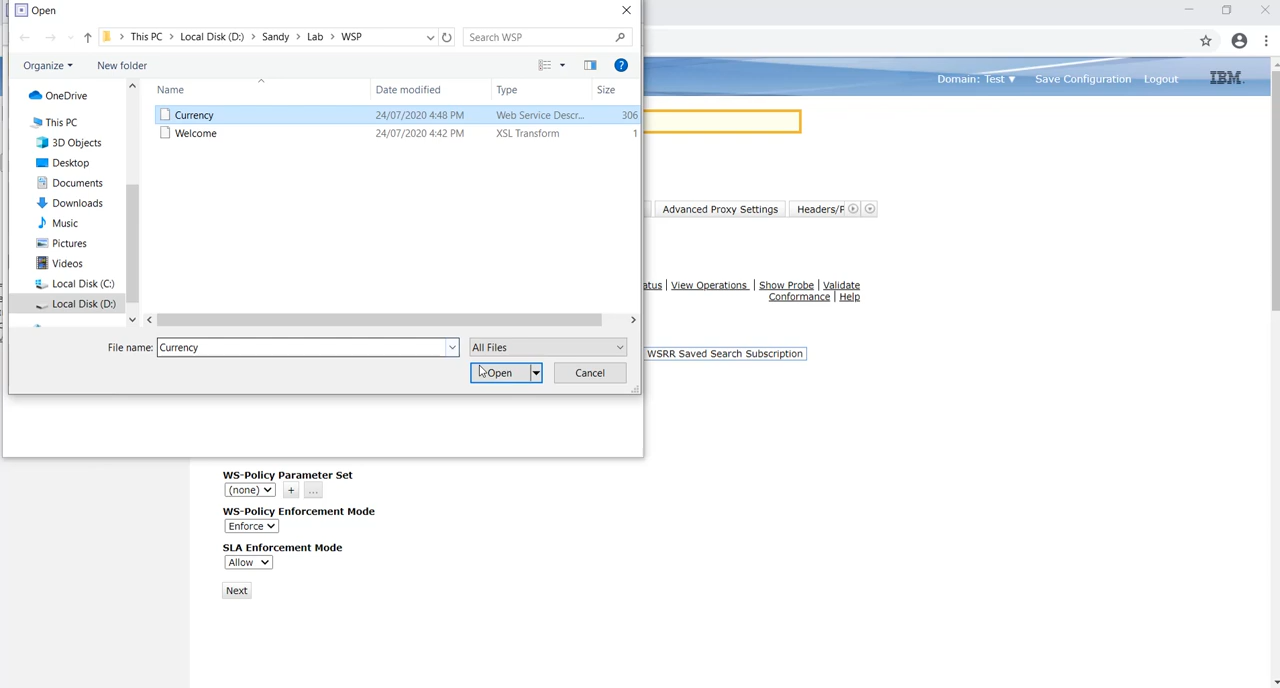 Open
This PC > Local Disk (D:) > Sandy > Lab > WSP
Search WSP
Organize
New folder
Name
Date modified
Type
Size
Currency
24/07/2020 4:48 PM
Web Service Descr...
306
Welcome
24/07/2020 4:42 PM
XSL Transform
1
OneDrive
This PC
3D Objects
Desktop
Documents
Downloads
Music
Pictures
Videos
Local Disk (C:)
Local Disk (D:)
File name:
Currency
All Files
Open
Cancel
Domain: Test
Save Configuration
Logout
IBM.
Advanced Proxy Settings
Headers/P
atus | View Operations | Show Probe | Validate
Conformance | Help
WSRR Saved Search Subscription
WS-Policy Parameter Set
(none)
+
...
WS-Policy Enforcement Mode
Enforce
SLA Enforcement Mode
Allow
Next